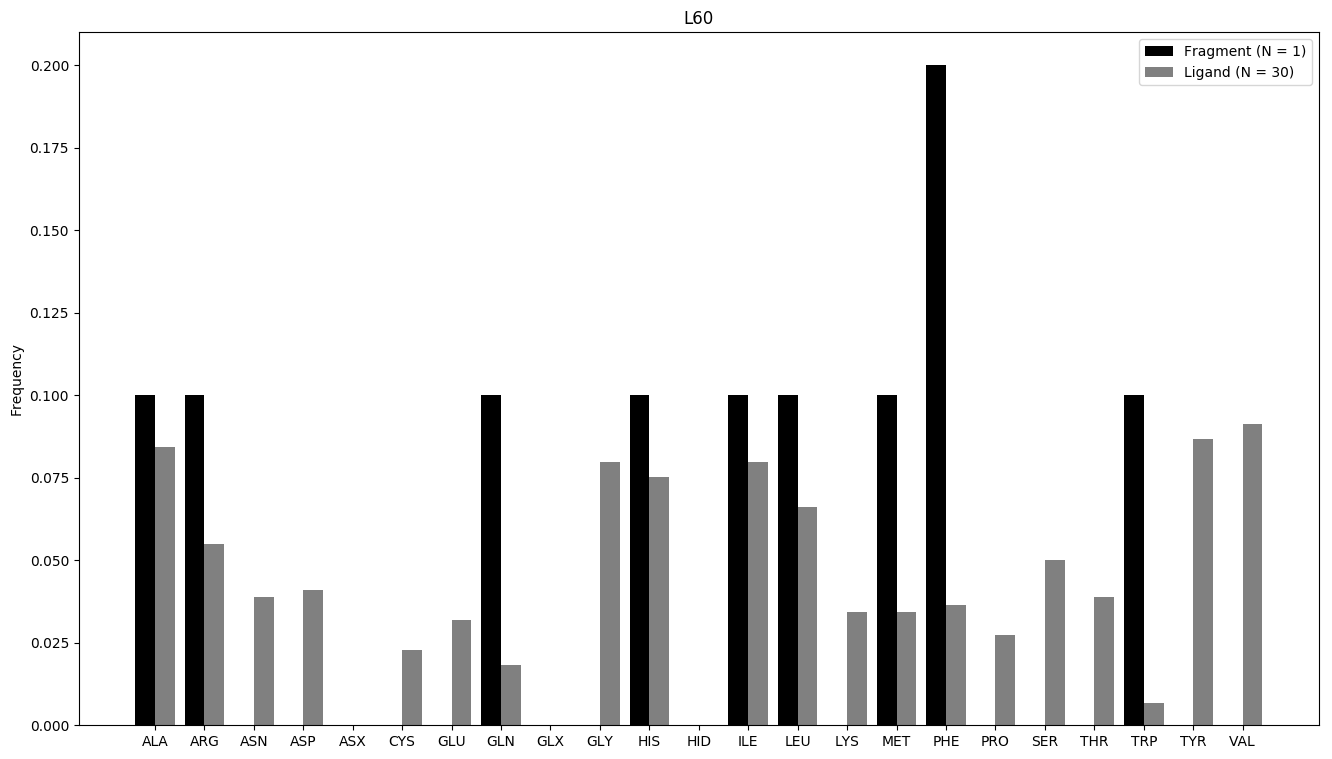 L60
Fragment (N = 1)
Ligand (N = 30)
Frequency
0.200
0.175
0.150
0.125
0.100
0.075
0.050
0.025
0.000
ALA ARG ASN ASP ASX CYS GLU GLN GLX GLY HIS HID ILE LEU LYS MET PHE PRO SER THR TRP TYR VAL